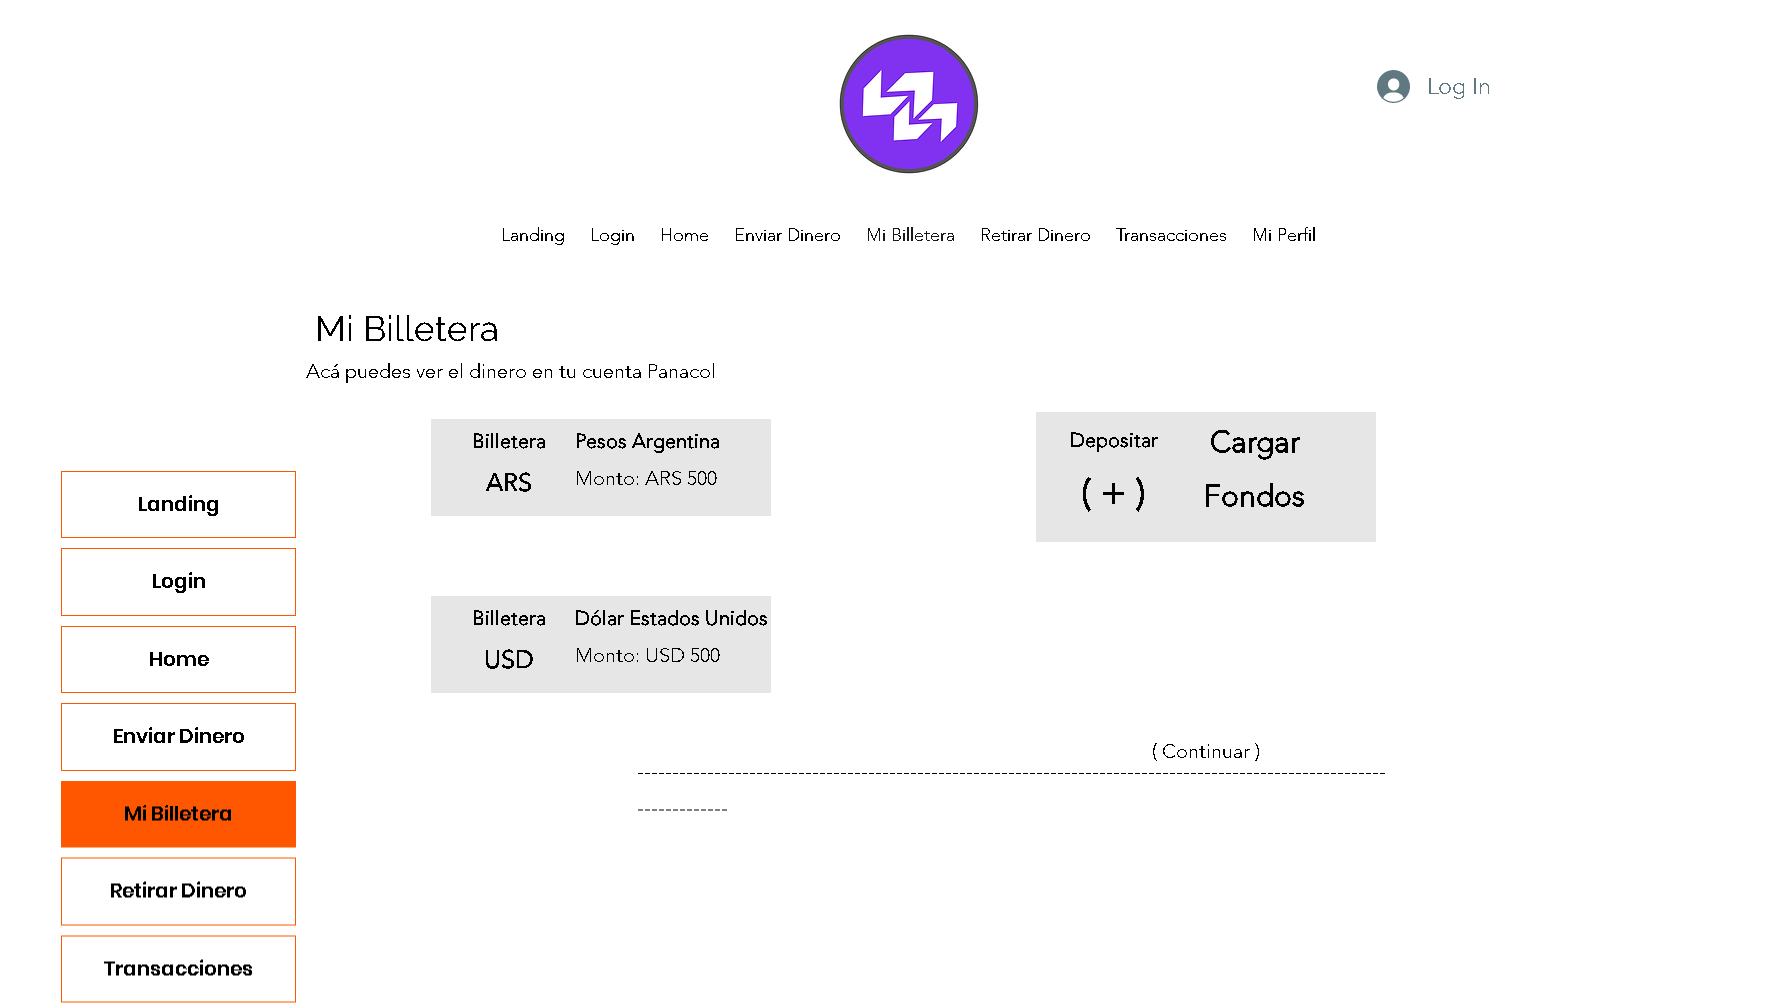 Log In
Landing Login Home Enviar Dinero Mi Billetera Retirar Dinero Transacciones Mi Perfil
Mi Billetera
Acá puedes ver el dinero en tu cuenta Panacol
Billetera Pesos Argentina
ARS Monto: ARS 500
Depositar Cargar
( + ) Fondos
Billetera Dólar Estados Unidos
USD Monto: USD 500
( Continuar )
-----------------------------------------------------------------------------------------------------------
-------------
Landing
Login
Home
Enviar Dinero
Mi Billetera
Retirar Dinero
Transacciones